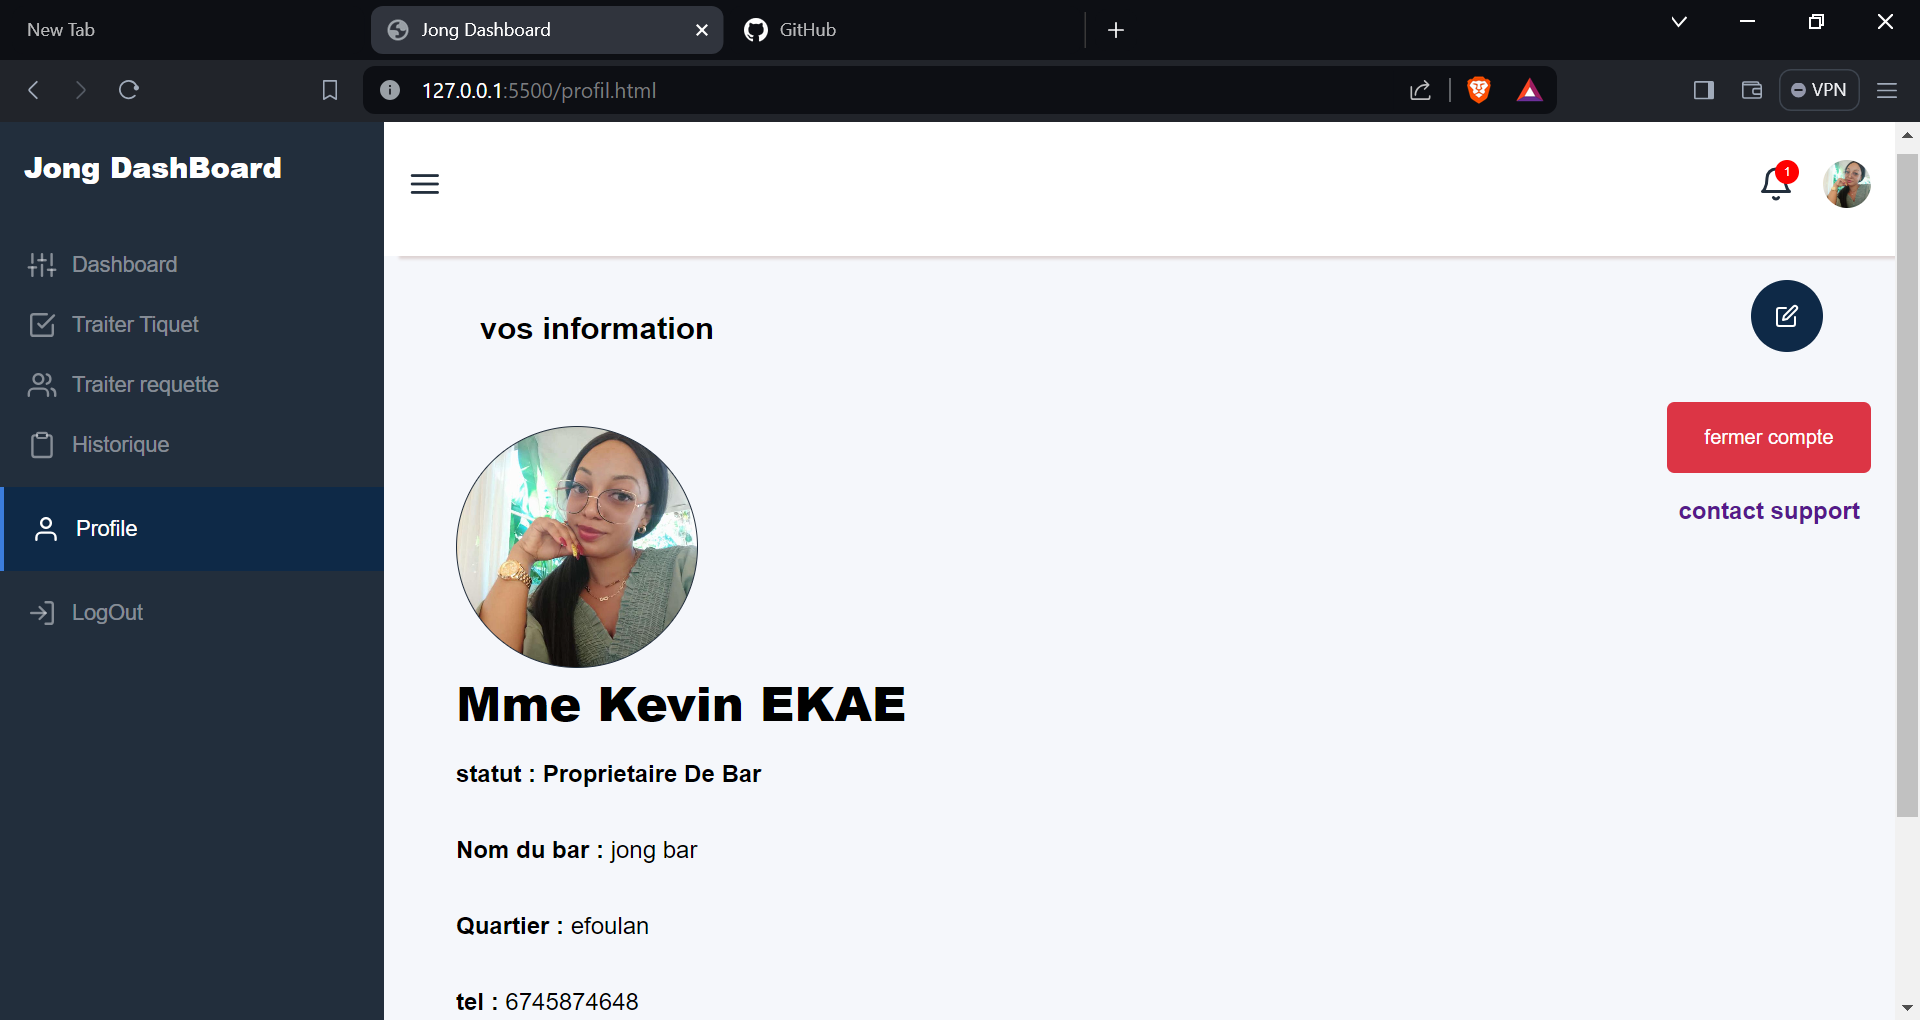 New Tab
Jong Dashboard
GitHub
127.0.0.1:5500/profil.html
VPN
Jong DashBoard
1
Dashboard
Traiter Tiquet
Traiter requette
Historique
Profile
LogOut
vos information
fermer compte
contact support
Mme Kevin EKAE
statut : Proprietaire De Bar
Nom du bar : jong bar
Quartier : efoulan
tel : 6745874648